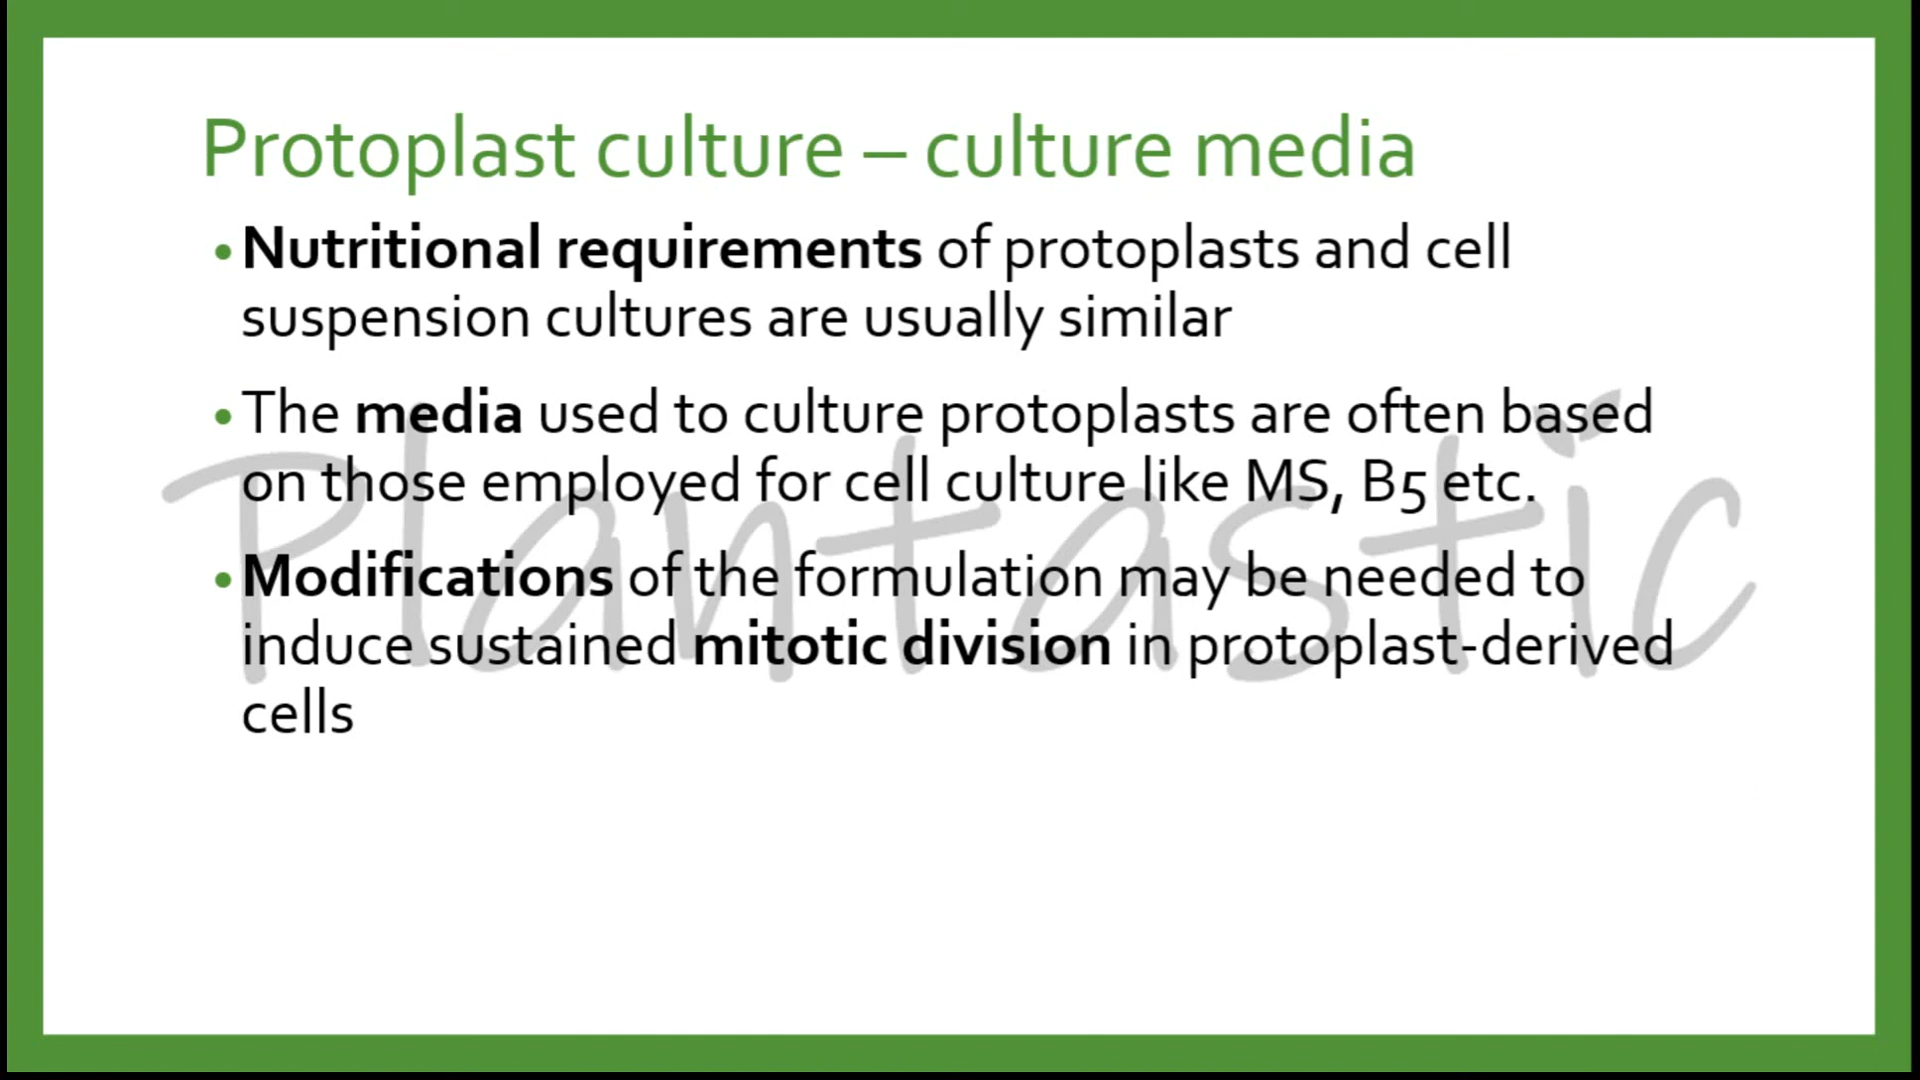 Protoplast culture – culture media
•Nutritional requirements of protoplasts and cell
suspension cultures are usually similar
•The media used to culture protoplasts are often based
on those employed for cell culture like MS, B5 etc.
•Modifications of the formulation may be needed to
induce sustained mitotic division in protoplast-derived
cells
Plantastic